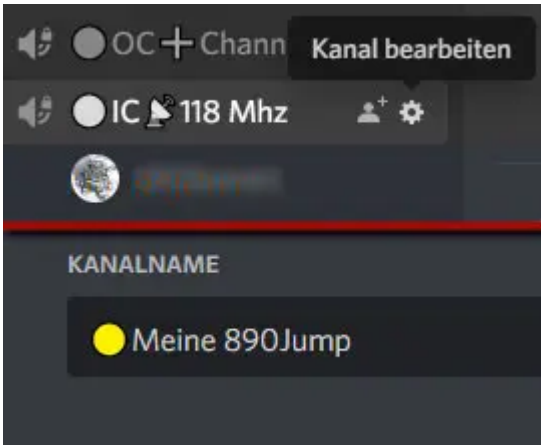 OC ➕ Chann
Kanal bearbeiten
IC 📡 118 Mhz
KANALNAME
Meine 890Jump